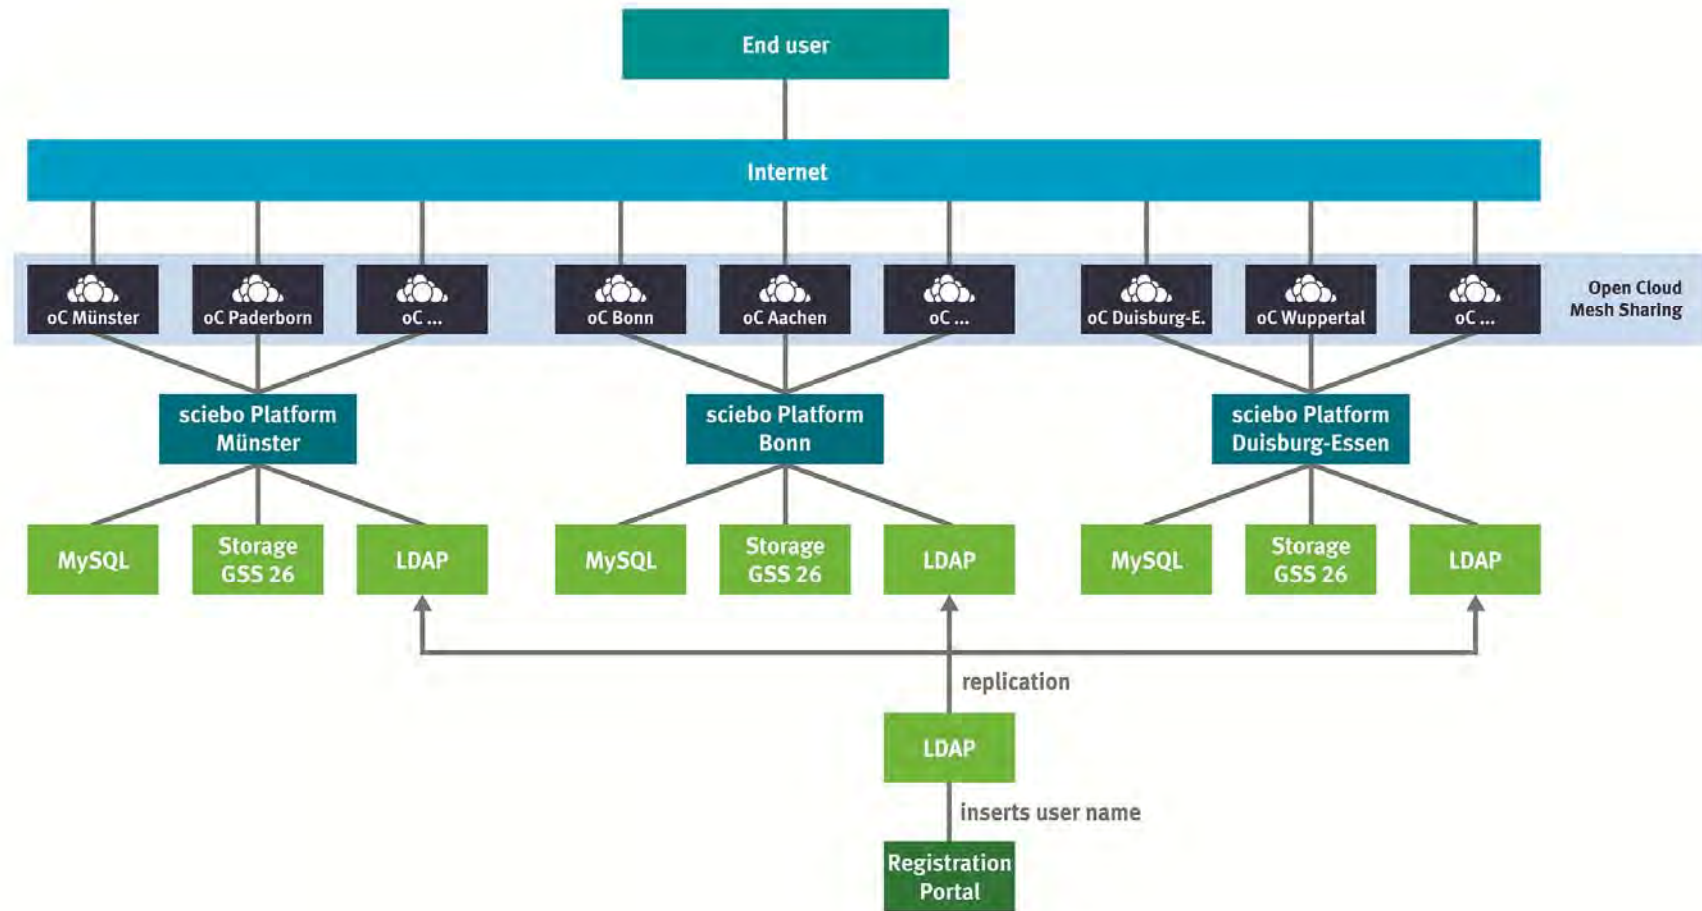 End user
Internet
oC Münster
oC Paderborn
oC ...
oC Bonn
oC Aachen
oC ...
oC Duisburg-E.
oC Wuppertal
oC ...
Open Cloud
Mesh Sharing
sciebo Platform
Münster
sciebo Platform
Bonn
sciebo Platform
Duisburg-Essen
MySQL
Storage
GSS 26
LDAP
MySQL
Storage
GSS 26
LDAP
MySQL
Storage
GSS 26
LDAP
replication
LDAP
inserts user name
Registration
Portal